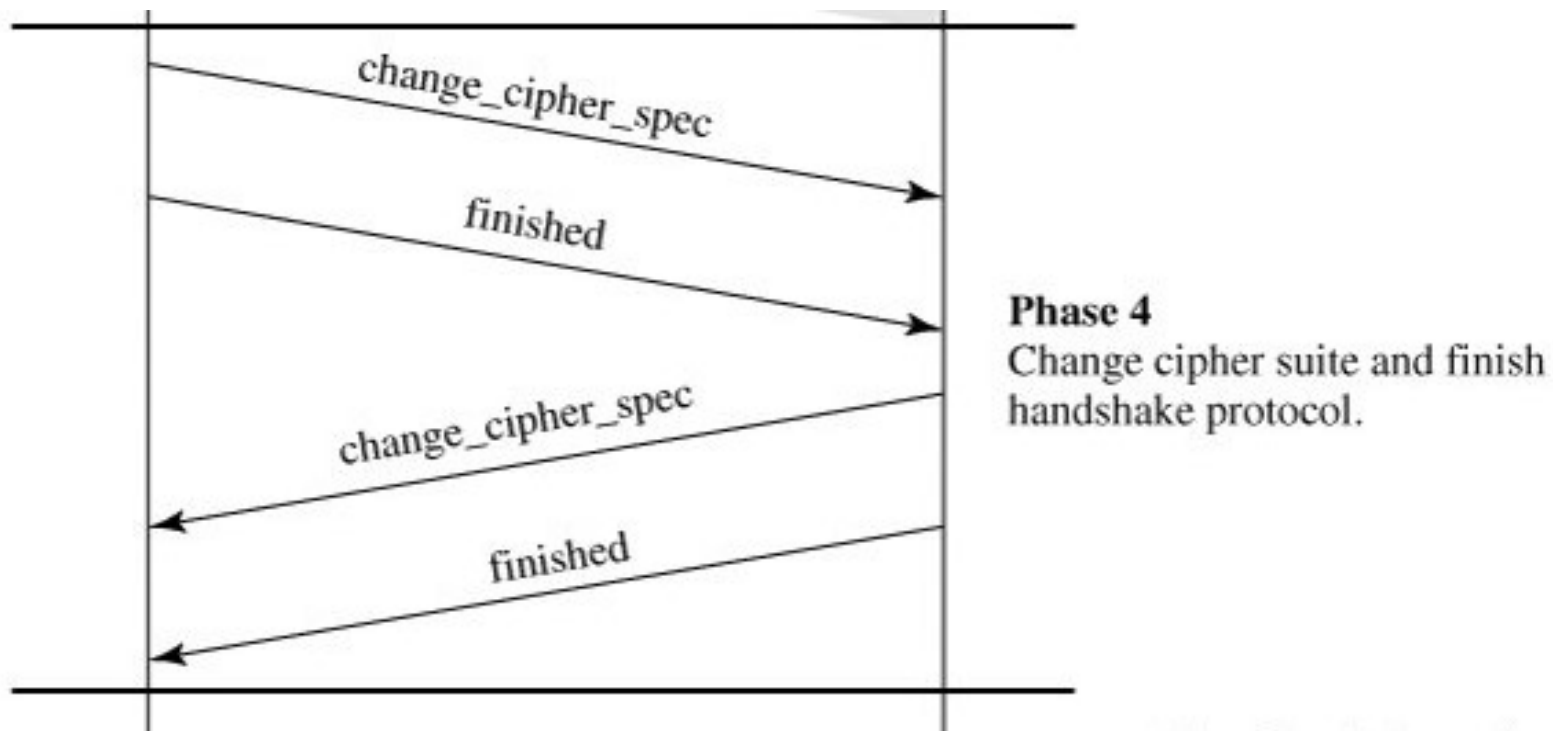 change_cipher_spec
finished
Phase 4
Change cipher suite and finish
handshake protocol.
change_cipher_spec
finished